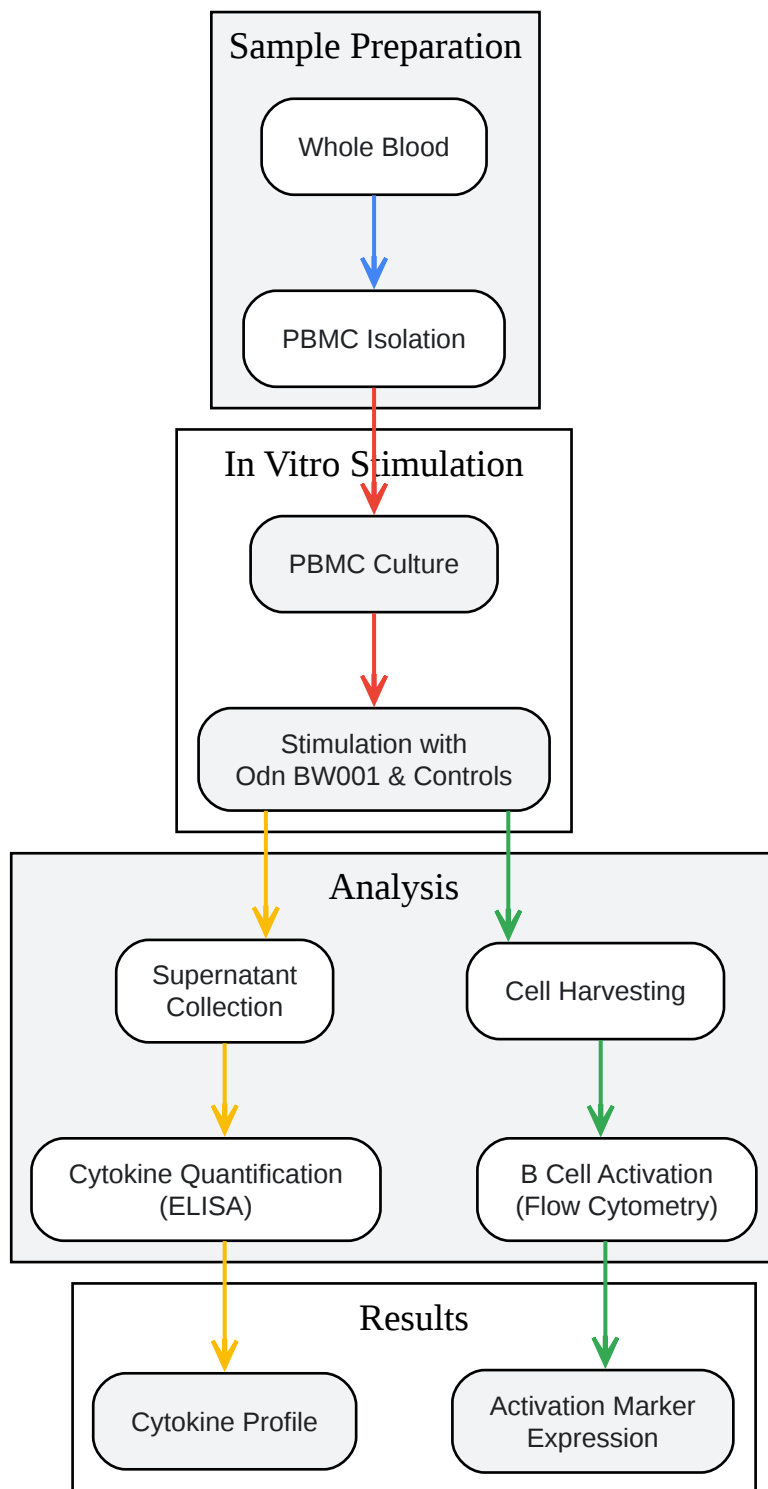 Sample Preparation
Whole Blood
PBMC Isolation
In Vitro Stimulation
PBMC Culture
Stimulation with
Odn BW001 & Controls
Analysis
Supernatant
Collection
Cell Harvesting
Cytokine Quantification
(ELISA)
B Cell Activation
(Flow Cytometry)
Results
Cytokine Profile
Activation Marker
Expression